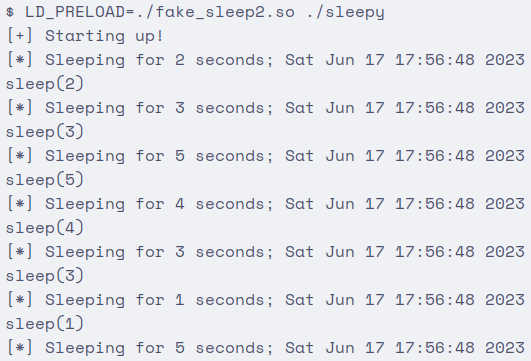 $ LD_PRELOAD=./fake_sleep2.so ./sleepy
[+] Starting up!
[*] Sleeping for 2 seconds; Sat Jun 17 17:56:48 2023
sleep(2)
[*] Sleeping for 3 seconds; Sat Jun 17 17:56:48 2023
sleep(3)
[*] Sleeping for 5 seconds; Sat Jun 17 17:56:48 2023
sleep(5)
[*] Sleeping for 4 seconds; Sat Jun 17 17:56:48 2023
sleep(4)
[*] Sleeping for 3 seconds; Sat Jun 17 17:56:48 2023
sleep(3)
[*] Sleeping for 1 seconds; Sat Jun 17 17:56:48 2023
sleep(1)
[*] Sleeping for 5 seconds; Sat Jun 17 17:56:48 2023